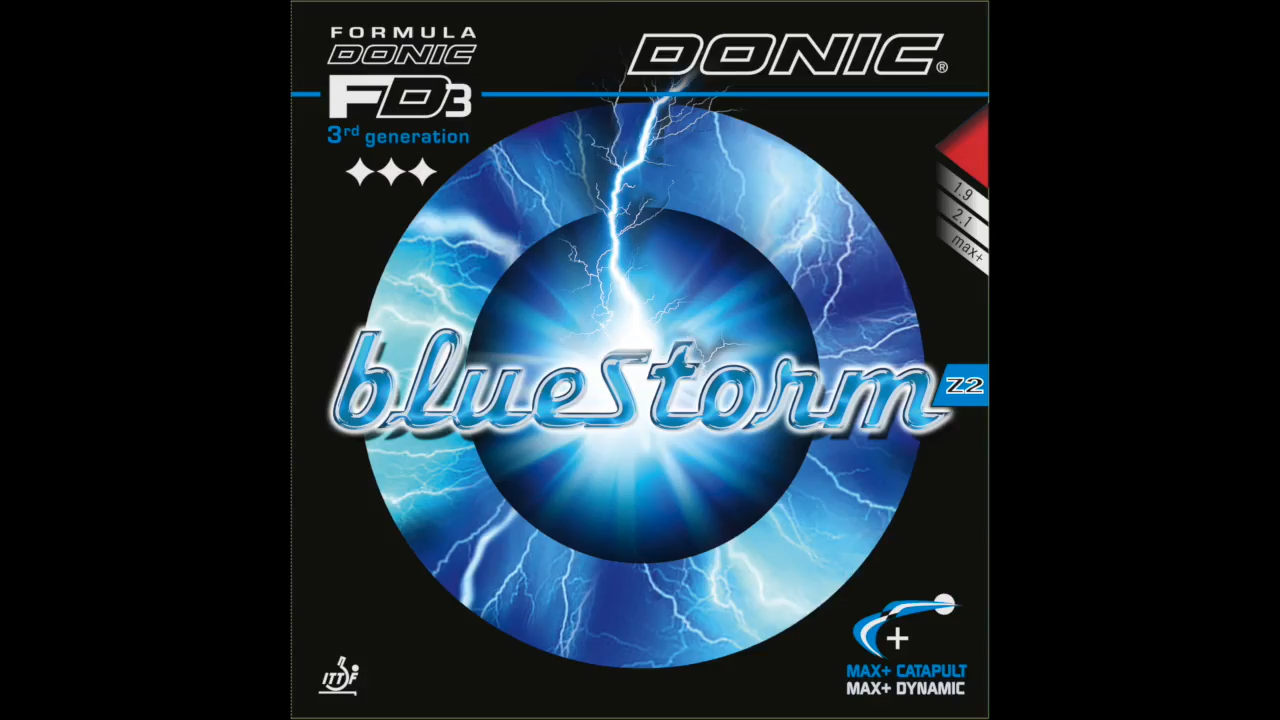 FORMULA
DONIC
FD3
3rd generation
DONIC®
1.9
2.1
max+
bluestorm
Z2
ITTF
MAX+ CATAPULT
MAX+ DYNAMIC